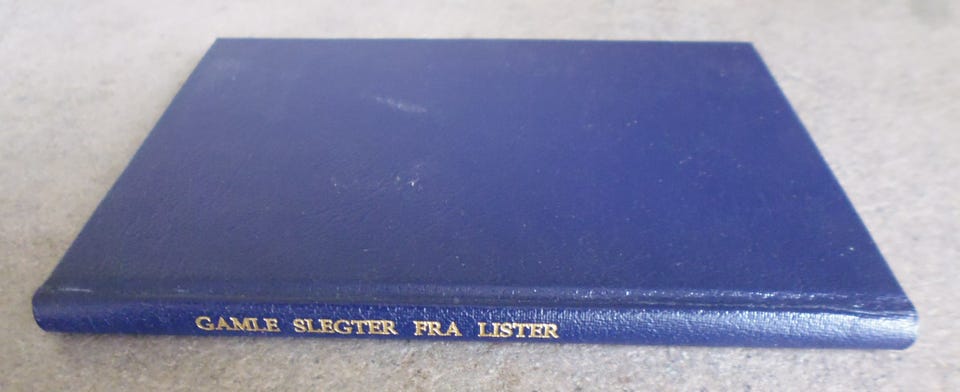 GAMLE SLEGTER FRA LISTER